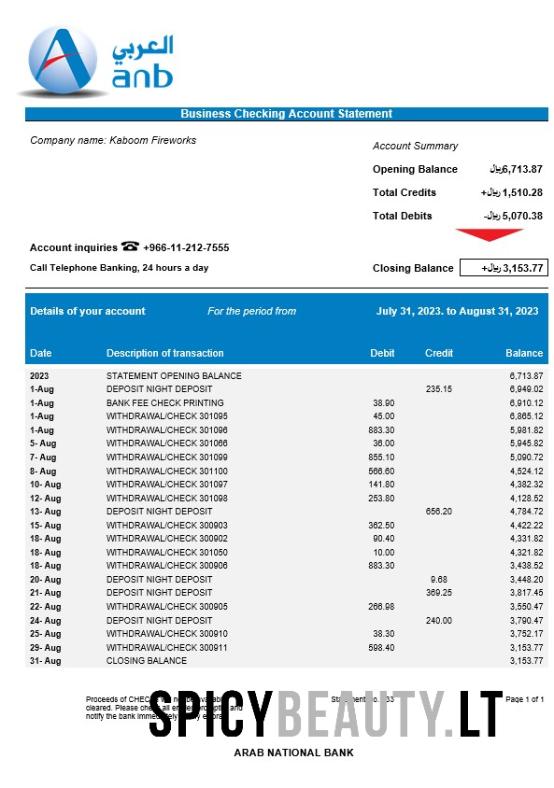 العربي
anb
Business Checking Account Statement
Company name: Kaboom Fireworks
Account Summary
Opening Balance ريال6,713.87
Total Credits +ريال1,510.28
Total Debits -ريال5,070.38
Account inquiries ☎ +966-11-212-7555
Call Telephone Banking, 24 hours a day
Closing Balance +ريال3,153.77
Details of your account For the period from July 31, 2023. to August 31, 2023
Date Description of transaction Debit Credit Balance
2023 STATEMENT OPENING BALANCE 6,713.87
1-Aug DEPOSIT NIGHT DEPOSIT 235.15 6,949.02
1-Aug BANK FEE CHECK PRINTING 38.90 6,910.12
1-Aug WITHDRAWAL/CHECK 301095 45.00 6,865.12
1-Aug WITHDRAWAL/CHECK 301096 883.30 5,981.82
5- Aug WITHDRAWAL/CHECK 301066 36.00 5,945.82
7- Aug WITHDRAWAL/CHECK 301099 855.10 5,090.72
8- Aug WITHDRAWAL/CHECK 301100 566.60 4,524.12
10- Aug WITHDRAWAL/CHECK 301097 141.80 4,382.32
12- Aug WITHDRAWAL/CHECK 301098 253.80 4,128.52
13- Aug DEPOSIT NIGHT DEPOSIT 656.20 4,784.72
15- Aug WITHDRAWAL/CHECK 300903 362.50 4,422.22
18- Aug WITHDRAWAL/CHECK 300902 90.40 4,331.82
18- Aug WITHDRAWAL/CHECK 301050 10.00 4,321.82
18- Aug WITHDRAWAL/CHECK 300906 883.30 3,438.52
20- Aug DEPOSIT NIGHT DEPOSIT 9.68 3,448.20
21- Aug DEPOSIT NIGHT DEPOSIT 369.25 3,817.45
22- Aug WITHDRAWAL/CHECK 300905 266.98 3,550.47
24- Aug DEPOSIT NIGHT DEPOSIT 240.00 3,790.47
25- Aug WITHDRAWAL/CHECK 300910 38.30 3,752.17
29- Aug WITHDRAWAL/CHECK 300911 598.40 3,153.77
31- Aug CLOSING BALANCE 3,153.77
Proceeds of Page 1 of 1
cleared. Please all
notify the bank
SPICYBEAUTY.LT
ARAB NATIONAL BANK